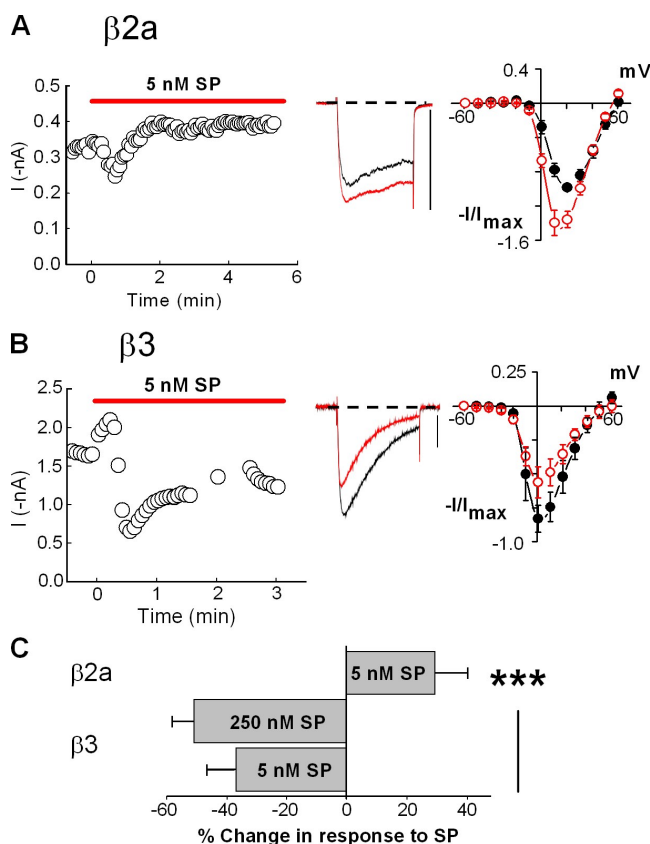 A
β2a
5 nM SP
I (-nA)
0.5
0.4
0.3
0.2
0.1
0.0
0 2 4 6
Time (min)
0.4
mV
-60
60
-I/Imax
-1.6
B
β3
5 nM SP
I (-nA)
2.5
2.0
1.5
1.0
0.5
0.0
0 1 2 3
Time (min)
0.25
mV
-60
60
-I/Imax
-1.0
C
β2a
5 nM SP
***
250 nM SP
β3
5 nM SP
-60 -40 -20 0 20 40
% Change in response to SP